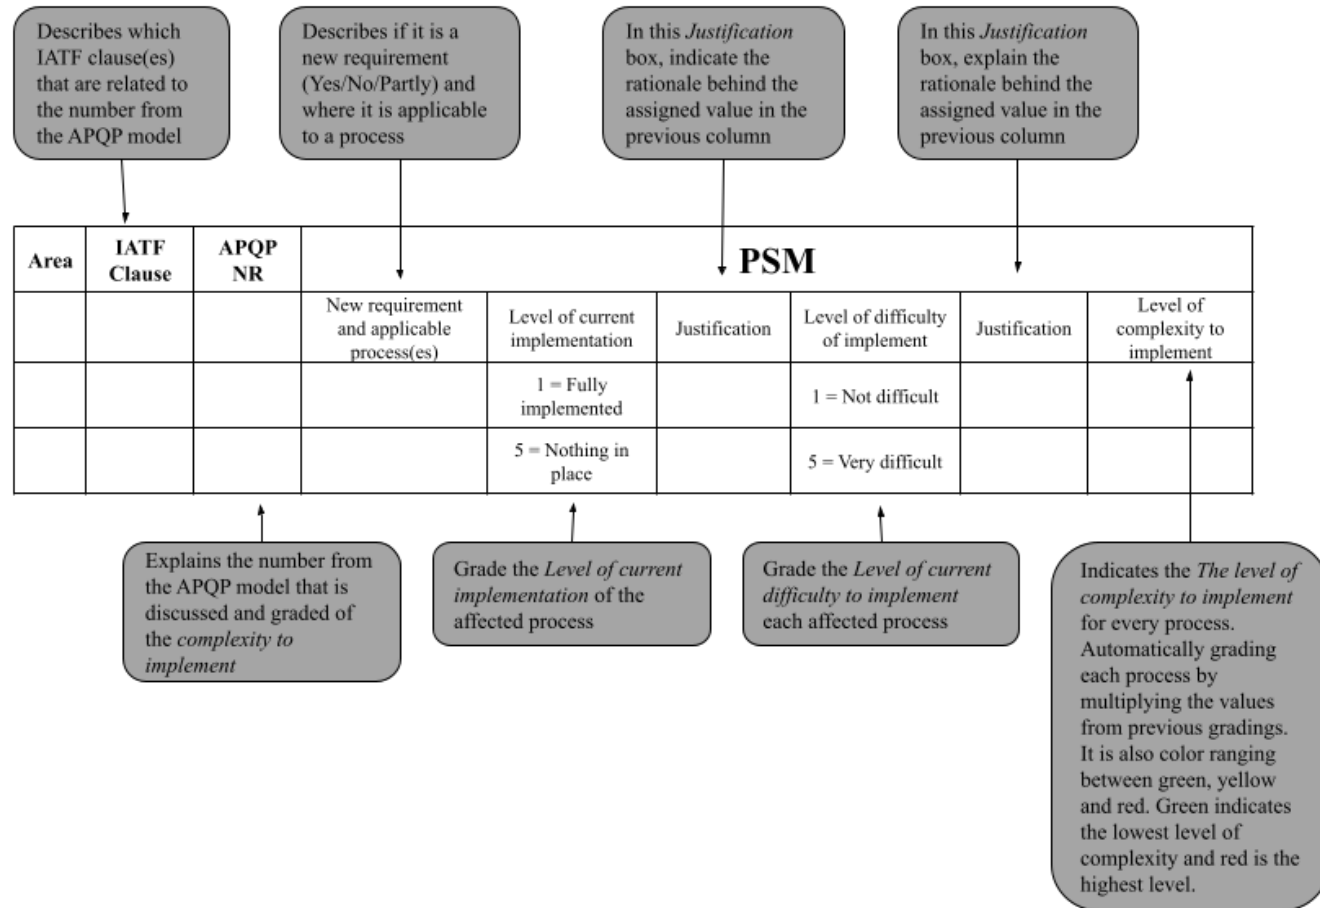 Describes which
IATF clause(es)
that are related to
the number from
the APQP model
Describes if it is a
new requirement
(Yes/No/Partly) and
where it is applicable
to a process
In this Justification
box, indicate the
rationale behind the
assigned value in the
previous column
In this Justification
box, explain the
rationale behind the
assigned value in the
previous column
Area
IATF
Clause
APQP
NR
PSM
New requirement
and applicable
process(es)
Level of current
implementation
Justification
Level of difficulty
of implement
Justification
Level of
complexity to
implement
1 = Fully
implemented
1 = Not difficult
5 = Nothing in
place
5 = Very difficult
Explains the number from
the APQP model that is
discussed and graded of
the complexity to
implement
Grade the Level of current
implementation of the
affected process
Grade the Level of current
difficulty to implement
each affected process
Indicates the The level of
complexity to implement
for every process.
Automatically grading
each process by
multiplying the values
from previous gradings.
It is also color ranging
between green, yellow
and red. Green indicates
the lowest level of
complexity and red is the
highest level.